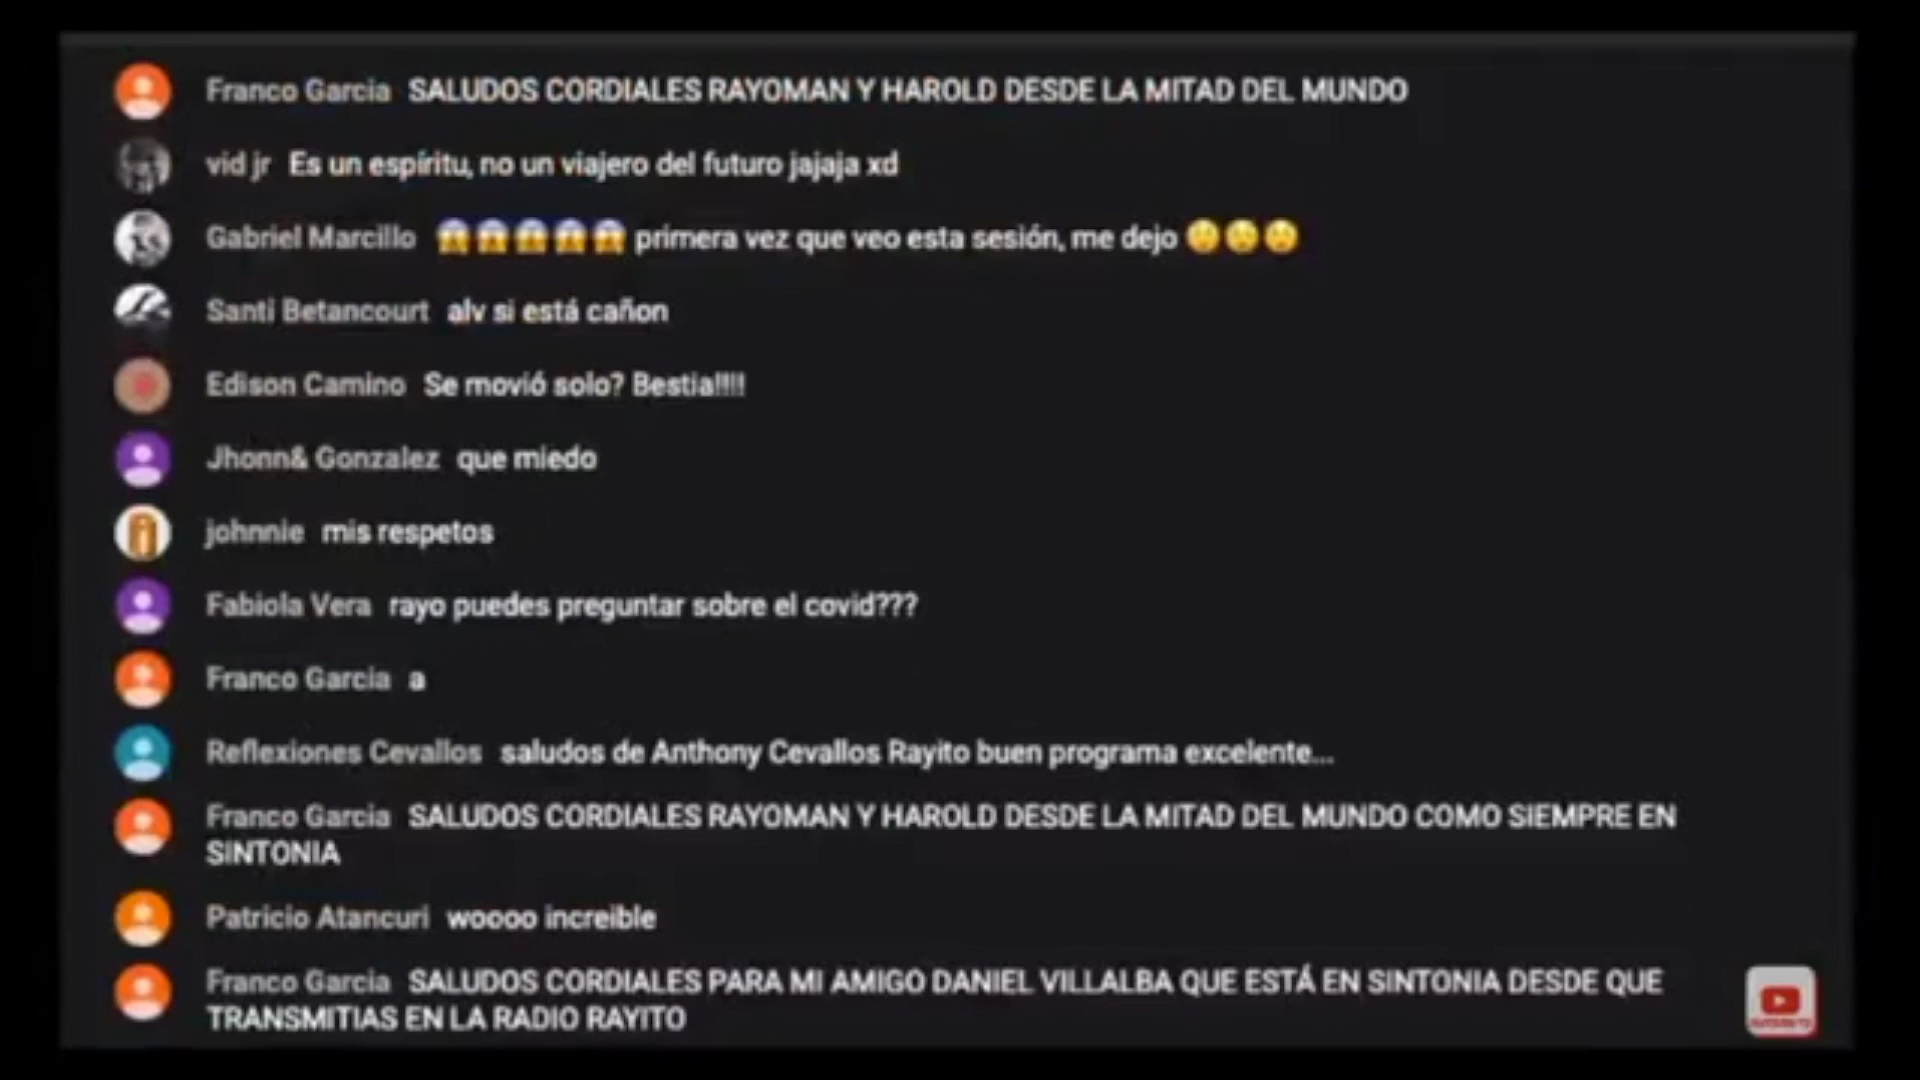 Franco Garcia SALUDOS CORDIALES RAYOMAN Y HAROLD DESDE LA MITAD DEL MUNDO
vid jr Es un espíritu, no un viajero del futuro jajaja xd
Gabriel Marcillo 😱😱😱😱😱 primera vez que veo esta sesión, me dejo 🤨🤨🤨
Santi Betancourt alv si está cañon
Edison Camino Se movió solo? Bestia!!!!
Jhonn& Gonzalez que miedo
johnnie mis respetos
Fabiola Vera rayo puedes preguntar sobre el covid???
Franco Garcia a
Reflexiones Cevallos saludos de Anthony Cevallos Rayito buen programa excelente...
Franco Garcia SALUDOS CORDIALES RAYOMAN Y HAROLD DESDE LA MITAD DEL MUNDO COMO SIEMPRE EN
SINTONIA
Patricio Atancuri woooo increible
Franco Garcia SALUDOS CORDIALES PARA MI AMIGO DANIEL VILLALBA QUE ESTÁ EN SINTONIA DESDE QUE
TRANSMITIAS EN LA RADIO RAYITO